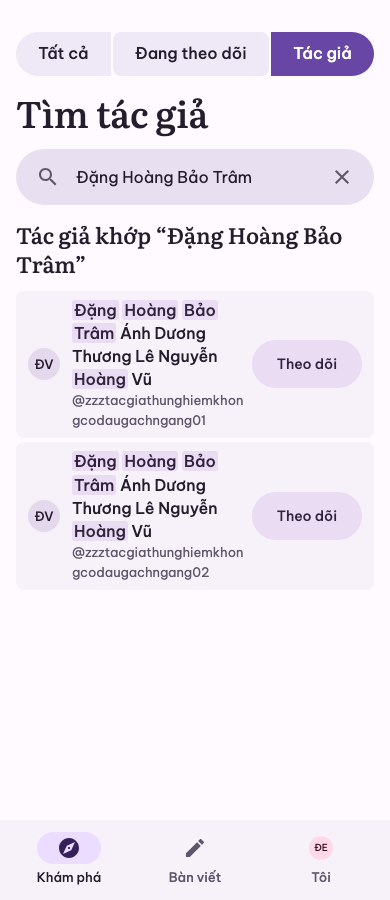 Tất cả
Đang theo dõi
Tác giả
Tìm tác giả
Đặng Hoàng Bảo Trâm
Tác giả khớp “Đặng Hoàng Bảo
Trâm”
ĐV
Đặng Hoàng Bảo
Trâm Ánh Dương
Thương Lê Nguyễn
Hoàng Vũ
@zzztacgiathunghiemkhon
gcodaugachngang01
Theo dõi
ĐV
Đặng Hoàng Bảo
Trâm Ánh Dương
Thương Lê Nguyễn
Hoàng Vũ
@zzztacgiathunghiemkhon
gcodaugachngang02
Theo dõi
Khám phá
Bàn viết
ĐE
Tôi